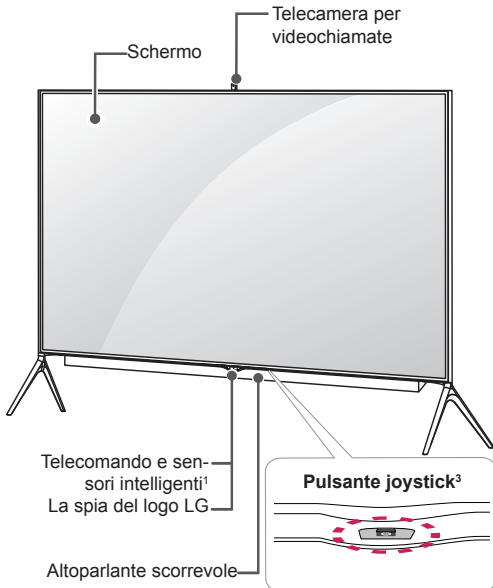 Telecamera per
videochiamate
Schermo
Telecomando e sen-
sori intelligenti¹
La spia del logo LG
Altoparlante scorrevole
Pulsante joystick³